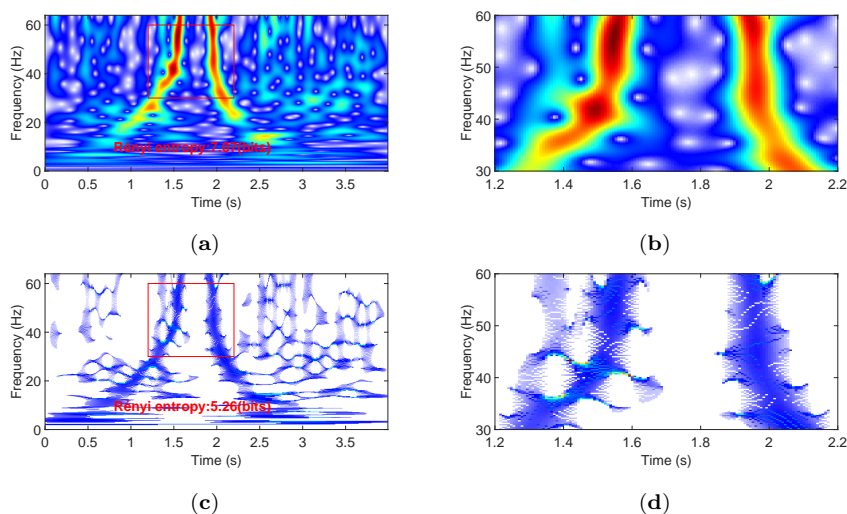 60
40
20
0
Frequency (Hz)
Renyi entropy:7.07(bits)
0 0.5 1 1.5 2 2.5 3 3.5
Time (s)
(a)
60
50
40
30
Frequency (Hz)
1.2 1.4 1.6 1.8 2 2.2
Time (s)
(b)
60
40
20
0
Frequency (Hz)
Renyi entropy:5.26(bits)
0 0.5 1 1.5 2 2.5 3 3.5
Time (s)
(c)
60
50
40
30
Frequency (Hz)
1.2 1.4 1.6 1.8 2 2.2
Time (s)
(d)